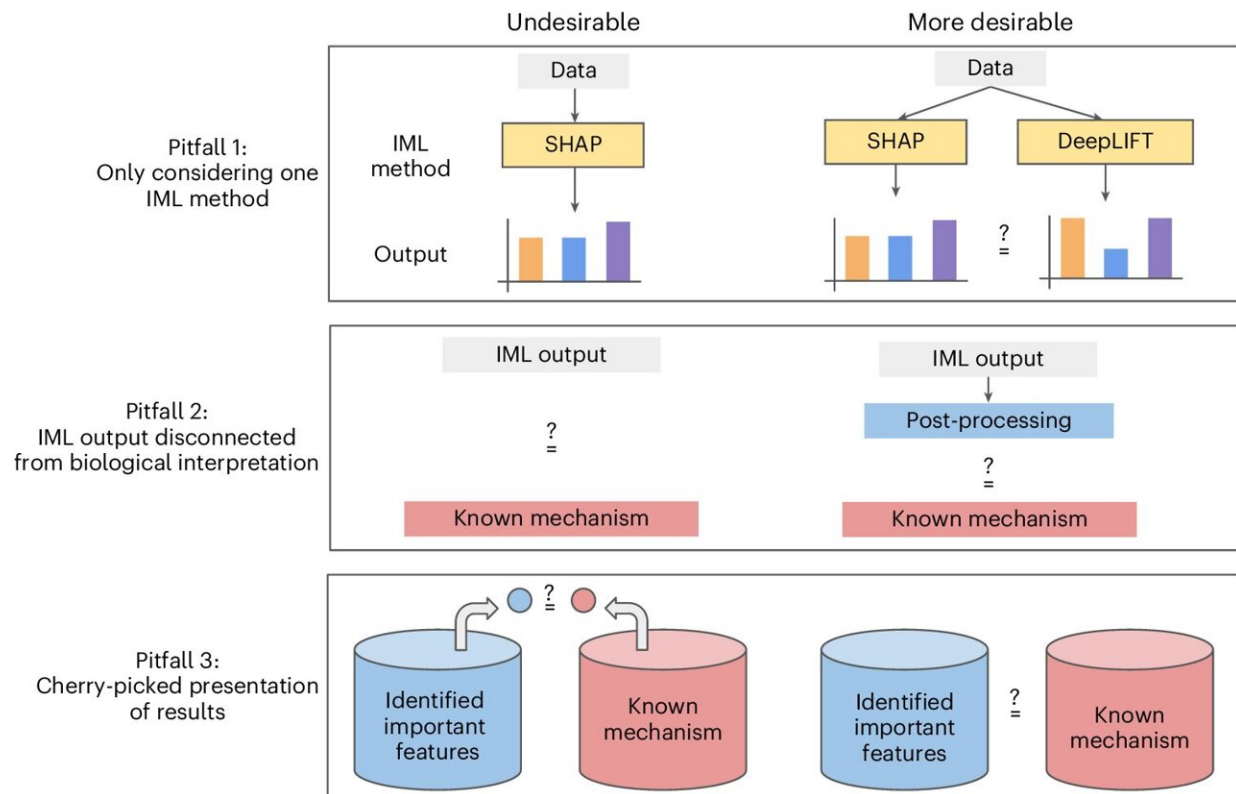 Undesirable
More desirable
Pitfall 1:
Only considering one
IML method
IML
method
Output
Data
SHAP
Data
SHAP
DeepLIFT
?
=
Pitfall 2:
IML output disconnected
from biological interpretation
IML output
?
=
Known mechanism
IML output
Post-processing
?
=
Known mechanism
Pitfall 3:
Cherry-picked presentation
of results
?
=
Identified
important
features
Known
mechanism
Identified
important
features
?
=
Known
mechanism